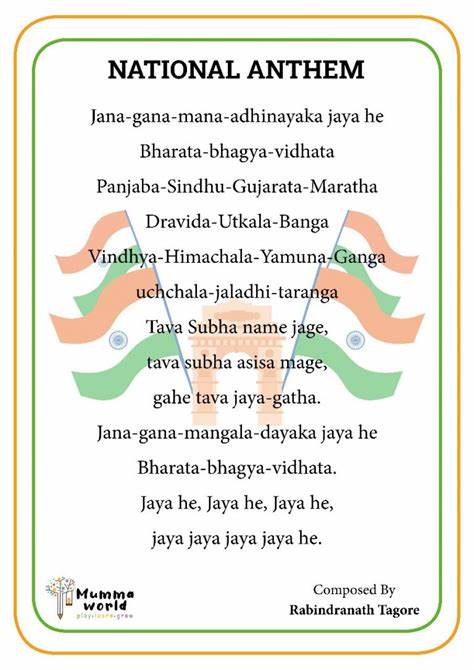 NATIONAL ANTHEM
Jana-gana-mana-adhinayaka jaya he
Bharata-bhagya-vidhata
Panjaba-Sindhu-Gujarata-Maratha
Dravida-Utkala-Banga
Vindhya-Himachala-Yamuna-Ganga
uchchala-jaladhi-taranga
Tava Subha name jage,
tava subha asisa mage,
gahe tava jaya-gatha.
Jana-gana-mangala-dayaka jaya he
Bharata-bhagya-vidhata.
Jaya he, Jaya he, Jaya he,
jaya jaya jaya jaya he.
Mumma
world
play.learn.grow
Composed By
Rabindranath Tagore